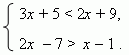 3x + 5 < 2x + 9,
2x − 7 > x − 1.